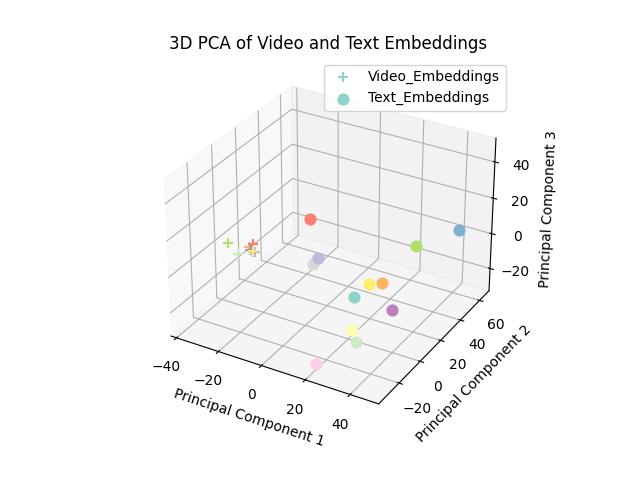 3D PCA of Video and Text Embeddings
Video_Embeddings
Text_Embeddings
40
20
0
−20
Principal Component 3
60
40
20
0
−20
Principal Component 2
−40
−20
0
20
40
Principal Component 1